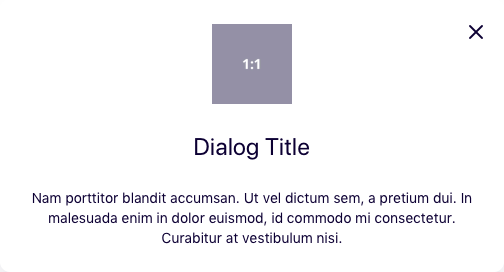 1:1
Dialog Title
Nam porttitor blandit accumsan. Ut vel dictum sem, a pretium dui. In
malesuada enim in dolor euismod, id commodo mi consectetur.
Curabitur at vestibulum nisi.